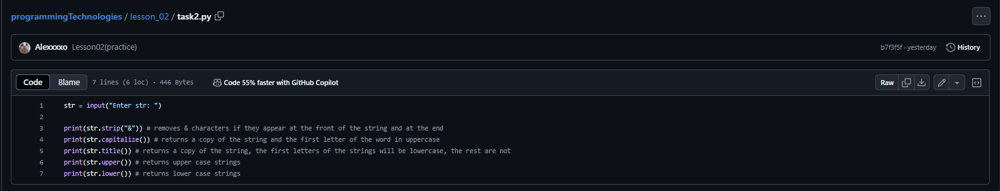 programmingTechnologies / lesson_02 / task2.py
Alexxxxo Lesson02(practice) b7f3f5f · yesterday History
Code Blame 7 lines (6 loc) · 446 Bytes Code 55% faster with GitHub Copilot Raw
1 str = input("Enter str: ")
2
3 print(str.strip("&")) # removes & characters if they appear at the front of the string and at the end
4 print(str.capitalize()) # returns a copy of the string and the first letter of the word in uppercase
5 print(str.title()) # returns a copy of the string, the first letters of the strings will be lowercase, the rest are not
6 print(str.upper()) # returns upper case strings
7 print(str.lower()) # returns lower case strings